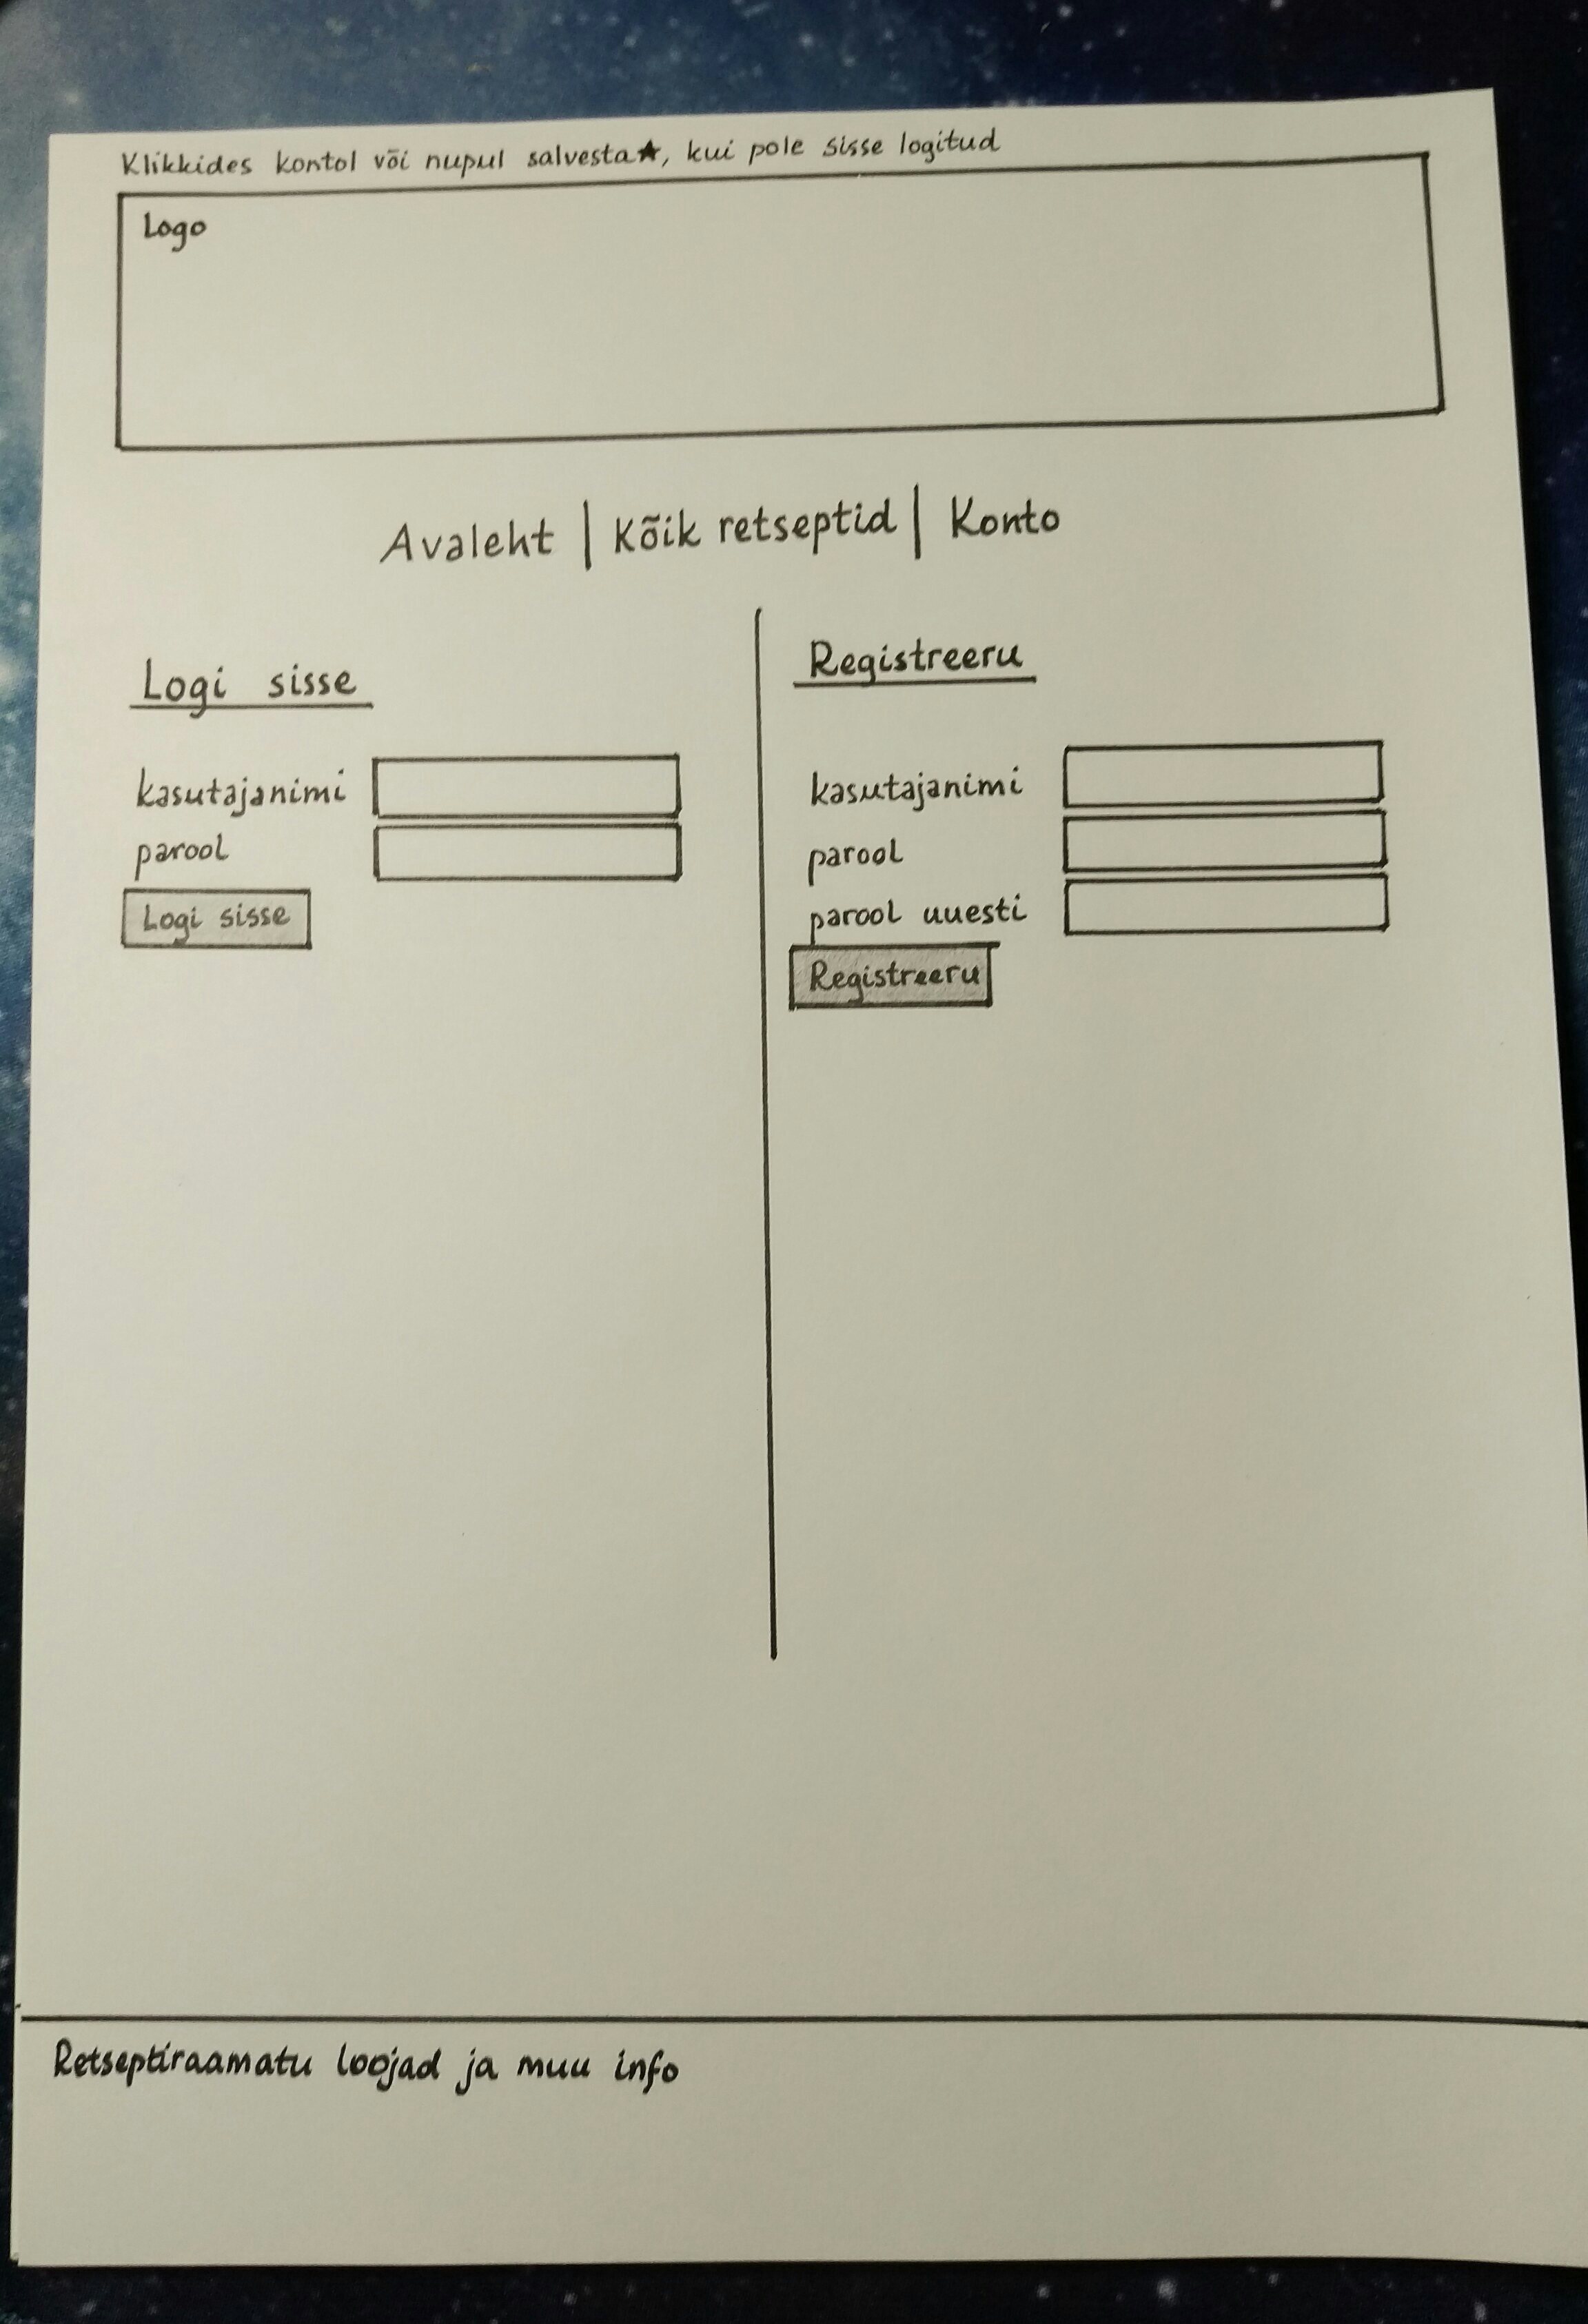 Klikkides kontol või nupul salvesta★, kui pole sisse logitud
Logo
Avaleht | Kõik retseptid | Konto
Logi sisse
kasutajanimi
parool
Logi sisse
Registreeru
kasutajanimi
parool
parool uuesti
Registreeru
Retseptiraamatu loojad ja muu info